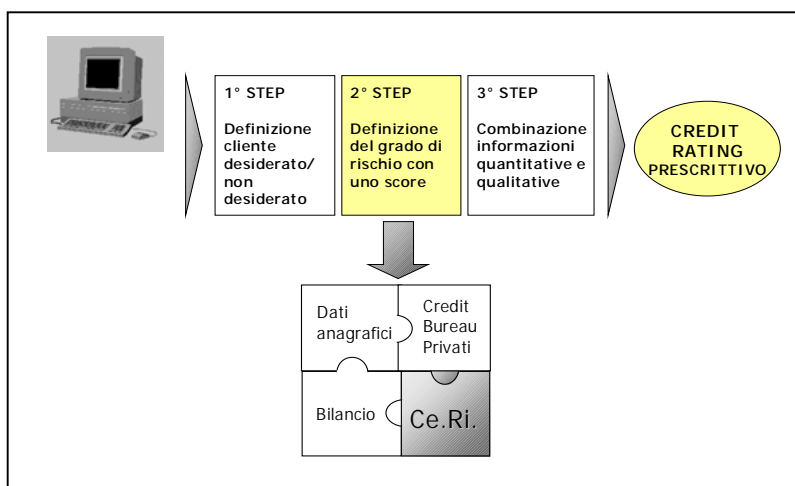 1° STEP
Definizione
cliente
desiderato/
non
desiderato
2° STEP
Definizione
del grado di
rischio con
uno score
3° STEP
Combinazione
informazioni
quantitative e
qualitative
CREDIT
RATING
PRESCRITTIVO
Dati
anagrafici
Credit
Bureau
Privati
Bilancio
Ce.Ri.